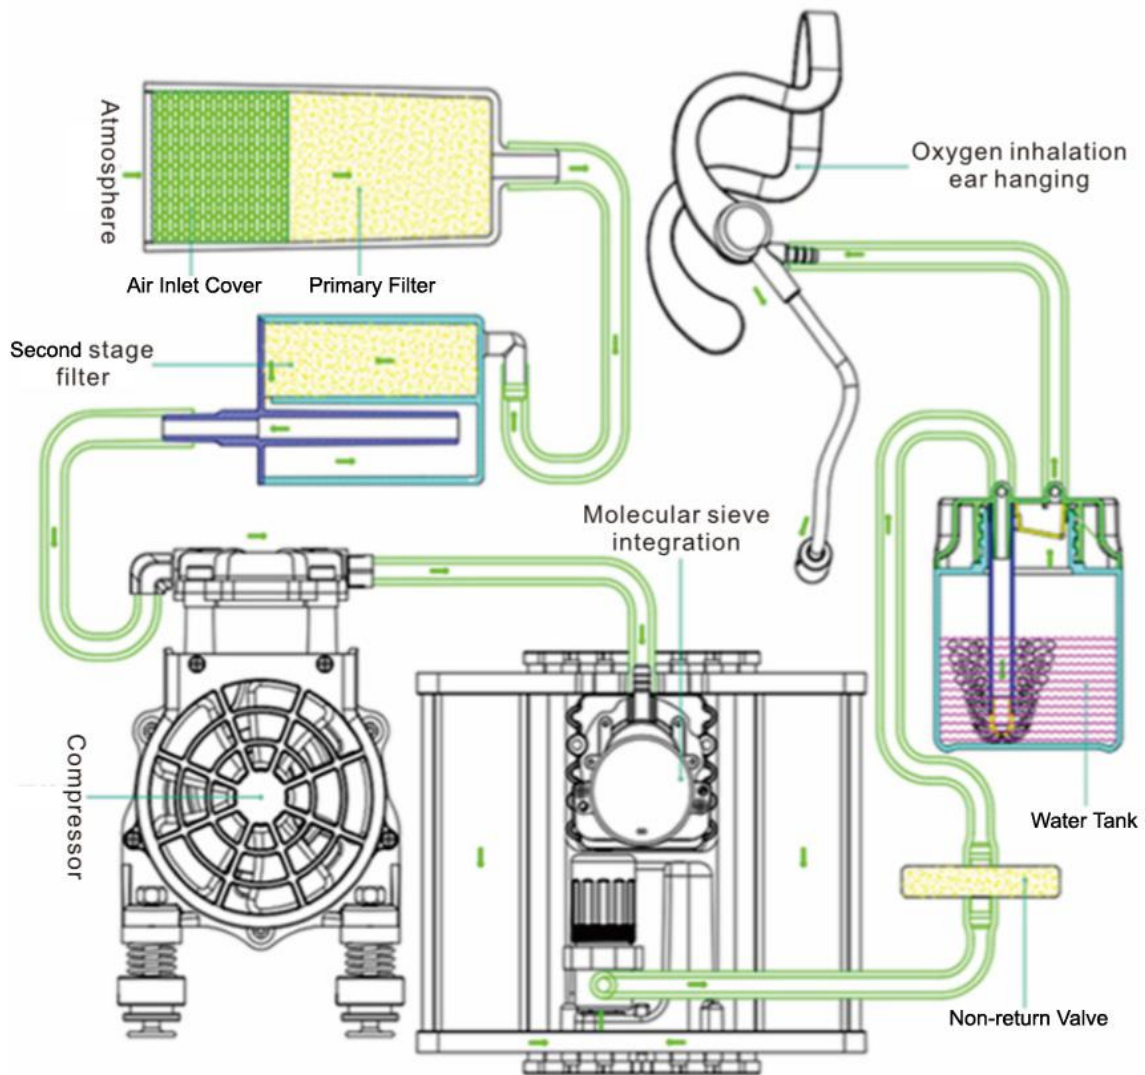 Atmosphere
Air Inlet Cover
Primary Filter
Oxygen inhalation
ear hanging
Second stage
filter
Molecular sieve
integration
Compressor
Water Tank
Non-return Valve